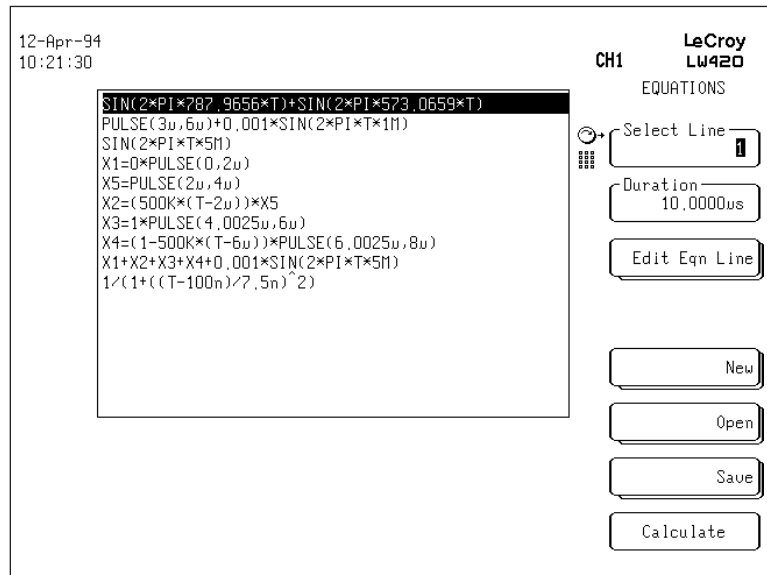 12-Apr-94
10:21:30
CH1
LeCroy
LW420
EQUATIONS
SIN(2*PI*787.9656*T)+SIN(2*PI*573.0659*T)
PULSE(3u,6u)+0.001*SIN(2*PI*T*1M)
SIN(2*PI*T*5M)
X1=0*PULSE(0,2u)
X5=PULSE(2u,4u)
X2=(500K*(T-2u))*X5
X3=1*PULSE(4.0025u,6u)
X4=(1-500K*(T-6u))*PULSE(6.0025u,8u)
X1+X2+X3+X4+0.001*SIN(2*PI*T*5M)
1/(1+((T-100n)/7.5n)^2)
Select Line
1
Duration
10.0000us
Edit Eqn Line
New
Open
Save
Calculate